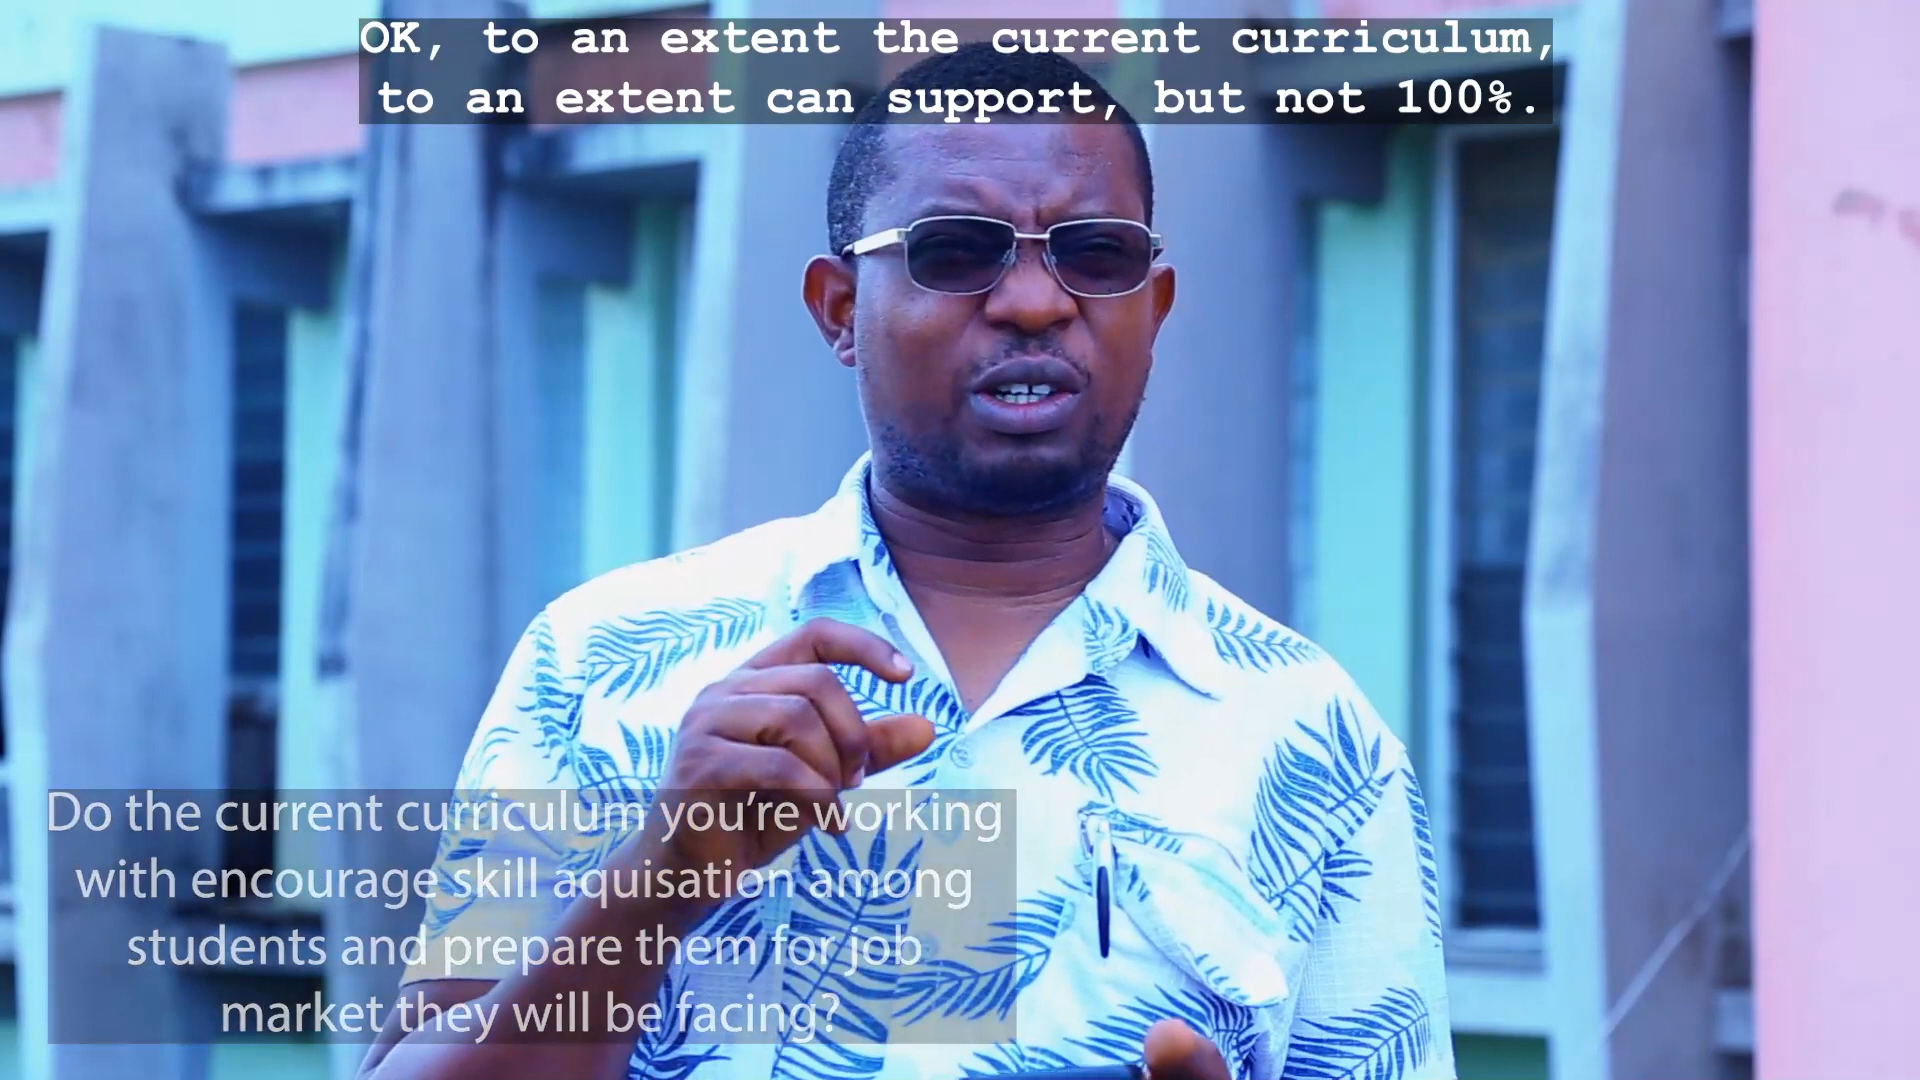 OK, to an extent the current curriculum,
to an extent can support, but not 100%.
Do the current curriculum you’re working
with encourage skill aquisation among
students and prepare them for job
market they will be facing?